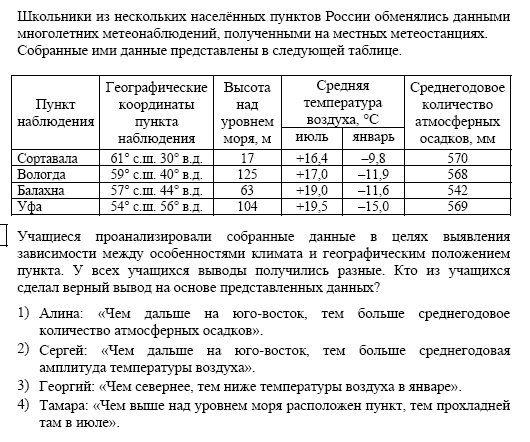 Школьники из нескольких населённых пунктов России обменялись данными
многолетних метеонаблюдений, полученными на местных метеостанциях.
Собранные ими данные представлены в следующей таблице.
Пункт наблюдения | Географические координаты пункта наблюдения | Высота над уровнем моря, м | Средняя температура воздуха, °С | Среднегодовое количество атмосферных осадков, мм
июль | январь
Сортавала | 61° с.ш. 30° в.д. | 17 | +16,4 | –9,8 | 570
Вологда | 59° с.ш. 40° в.д. | 125 | +17,0 | –11,9 | 568
Балахна | 57° с.ш. 44° в.д. | 63 | +19,0 | –11,6 | 542
Уфа | 54° с.ш. 56° в.д. | 104 | +19,5 | –15,0 | 569
Учащиеся проанализировали собранные данные в целях выявления
зависимости между особенностями климата и географическим положением
пункта. У всех учащихся выводы получились разные. Кто из учащихся
сделал верный вывод на основе представленных данных?
1) Алина: «Чем дальше на юго-восток, тем больше среднегодовое
количество атмосферных осадков».
2) Сергей: «Чем дальше на юго-восток, тем больше среднегодовая
амплитуда температуры воздуха».
3) Георгий: «Чем севернее, тем ниже температуры воздуха в январе».
4) Тамара: «Чем выше над уровнем моря расположен пункт, тем прохладней
там в июле».